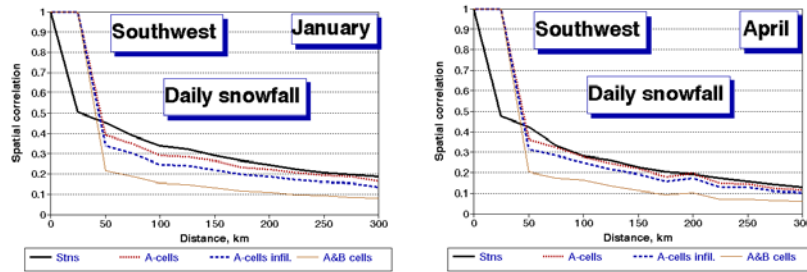 Southwest
January
Daily snowfall
Spatial correlation
1
0.9
0.8
0.7
0.6
0.5
0.4
0.3
0.2
0.1
0
0 50 100 150 200 250 300
Distance, km
Stns A-cells A-cells infil. A&B cells
Southwest
April
Daily snowfall
Spatial correlation
1
0.9
0.8
0.7
0.6
0.5
0.4
0.3
0.2
0.1
0
0 50 100 150 200 250 300
Distance, km
Stns A-cells A-cells infil. A&B cells